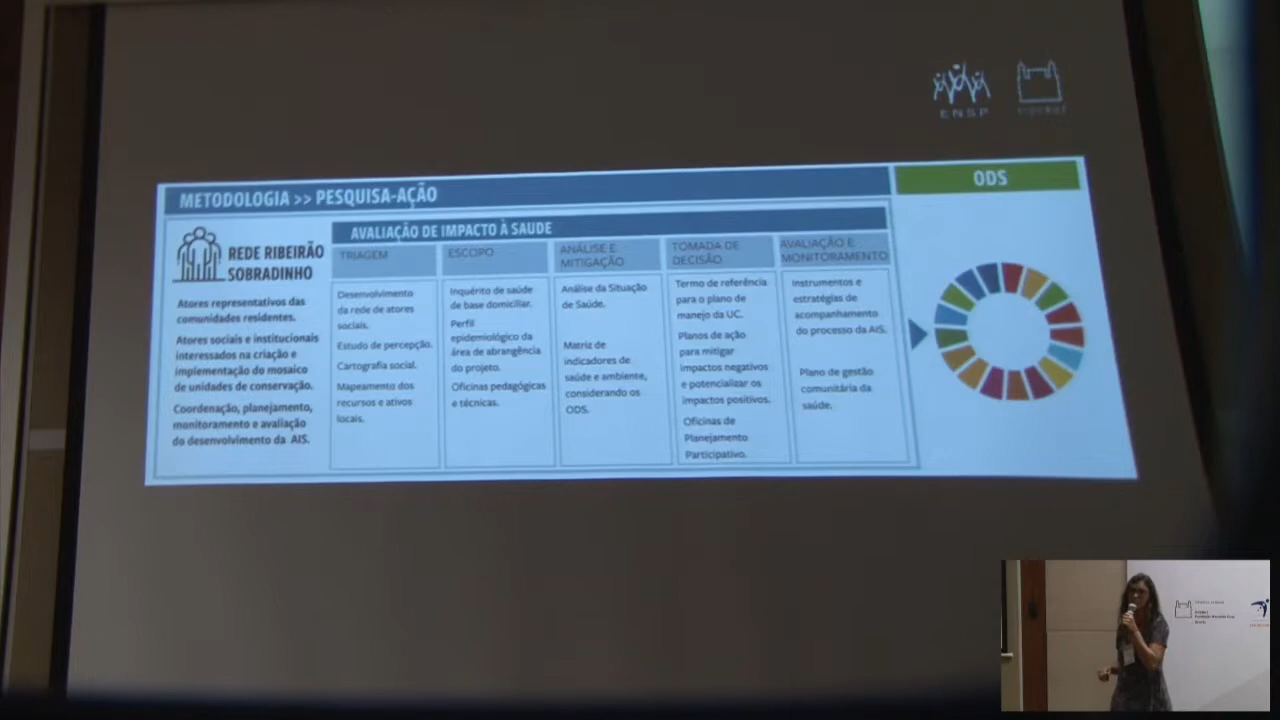 ENSP
METODOLOGIA >> PESQUISA-AÇÃO
ODS
REDE RIBEIRÃO
SOBRADINHO
Atores representativos das
comunidades residentes.
Atores sociais e institucionais
interessados na criação e
implementação do mosaico
de unidades de conservação.
Coordenação, planejamento,
monitoramento e avaliação
do desenvolvimento da AIS.
AVALIAÇÃO DE IMPACTO À SAUDE
TRIAGEM
Desenvolvimento
da rede de atores
sociais.
Estudo de percepção.
Cartografia social.
Mapeamento dos
recursos e ativos
locais.
ESCOPO
Inquérito de saúde
de base domiciliar.
Perfil
epidemiológico da
área de abrangência
do projeto.
Oficinas pedagógicas
e técnicas.
ANÁLISE E
MITIGAÇÃO
Análise da Situação
de Saúde.
Matriz de
indicadores de
saúde e ambiente,
considerando os
ODS.
TOMADA DE
DECISÃO
Termo de referência
para o plano de
manejo da UC.
Planos de ação
para mitigar
impactos negativos
e potencializar os
impactos positivos.
Oficinas de
Planejamento
Participativo.
AVALIAÇÃO E
MONITORAMENTO
Instrumentos e
estratégias de
acompanhamento
do processo da AIS.
Plano de gestão
comunitária da
saúde.